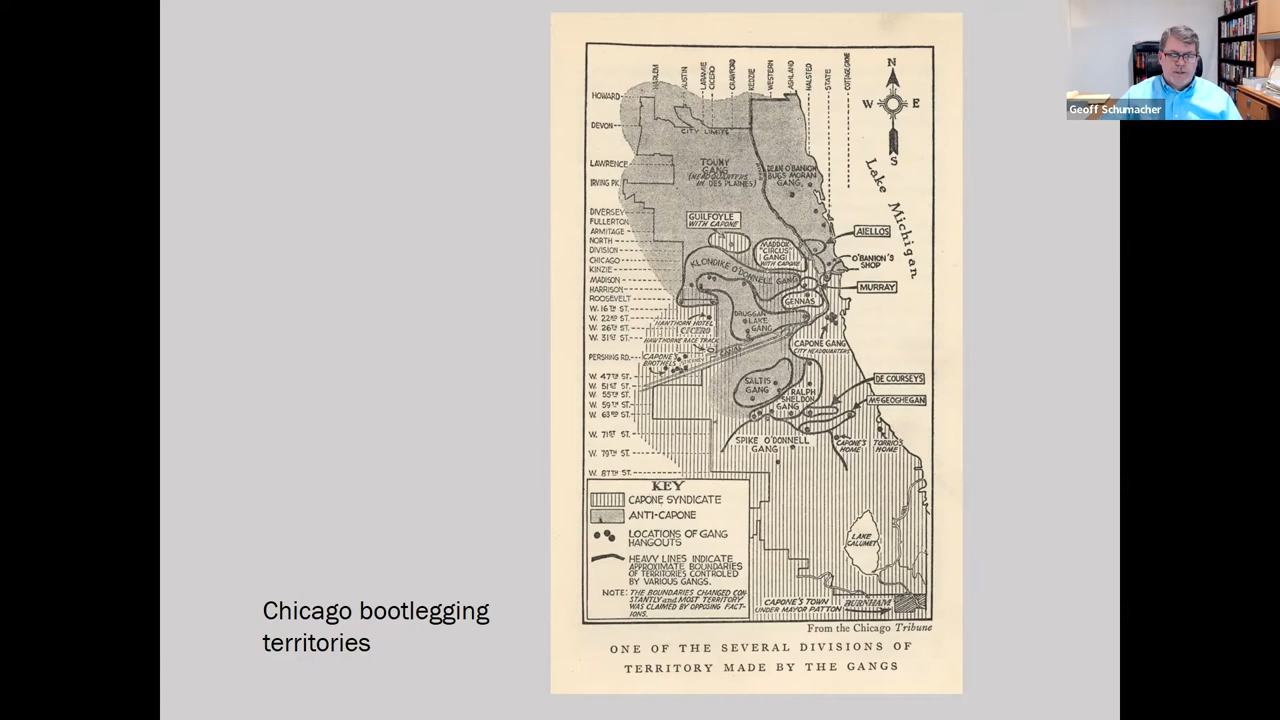 Geoff Schumacher
HARLEM
AUSTIN
LARAMIE
CICERO
CRAWFORD
KEDZIE
WESTERN
ASHLAND
HALSTED
STATE
COTTAGE GROVE
N
W E
S
HOWARD
DEVON
LAWRENCE
IRVING PK.
DIVERSEY
FULLERTON
ARMITAGE
NORTH
DIVISION
CHICAGO
KINZIE
MADISON
HARRISON
ROOSEVELT
W. 16TH ST.
W. 22ND ST.
W. 26TH ST.
W. 31ST ST.
PERSHING RD.
W. 47TH ST.
W. 51ST ST.
W. 55TH ST.
W. 59TH ST.
W. 63RD ST.
W. 71ST ST.
W. 79TH ST.
W. 87TH ST.
CITY LIMITS
TOUHY
GANG
(HEADQUARTERS
IN DES PLAINES)
DEAN O'BANION
BUGS MORAN
GANG
Lake Michigan
GUILFOYLE
WITH CAPONE
MADDOX
"CIRCUS"
GANG
WITH CAPONE
AIELLOS
O'BANION'S
SHOP
MURRAY
KLONDIKE O'DONNELL GANG
GENNAS
DRUGGAN
LAKE
GANG
HAWTHORN HOTEL
CICERO
HAWTHORNE RACE TRACK
CAPONE'S
BROTHELS
CANAL
CAPONE GANG
CITY HEADQUARTERS
SALTIS
GANG
RALPH
SHELDON
GANG
DE COURSEYS
McGEOGHEGAN
SPIKE O'DONNELL
GANG
CAPONE'S
HOME
TORRIO'S
HOME
LAKE
CALUMET
CAPONE'S TOWN
UNDER MAYOR PATTON
BURNHAM
KEY
CAPONE SYNDICATE
ANTI-CAPONE
LOCATIONS OF GANG
HANGOUTS
HEAVY LINES INDICATE
APPROXIMATE BOUNDARIES
OF TERRITORIES CONTROLED
BY VARIOUS GANGS.
NOTE: THE BOUNDARIES CHANGED CON-
STANTLY and MOST TERRITORY
WAS CLAIMED BY OPPOSING FACT-
IONS.
From the Chicago Tribune
ONE OF THE SEVERAL DIVISIONS OF
TERRITORY MADE BY THE GANGS
Chicago bootlegging
territories